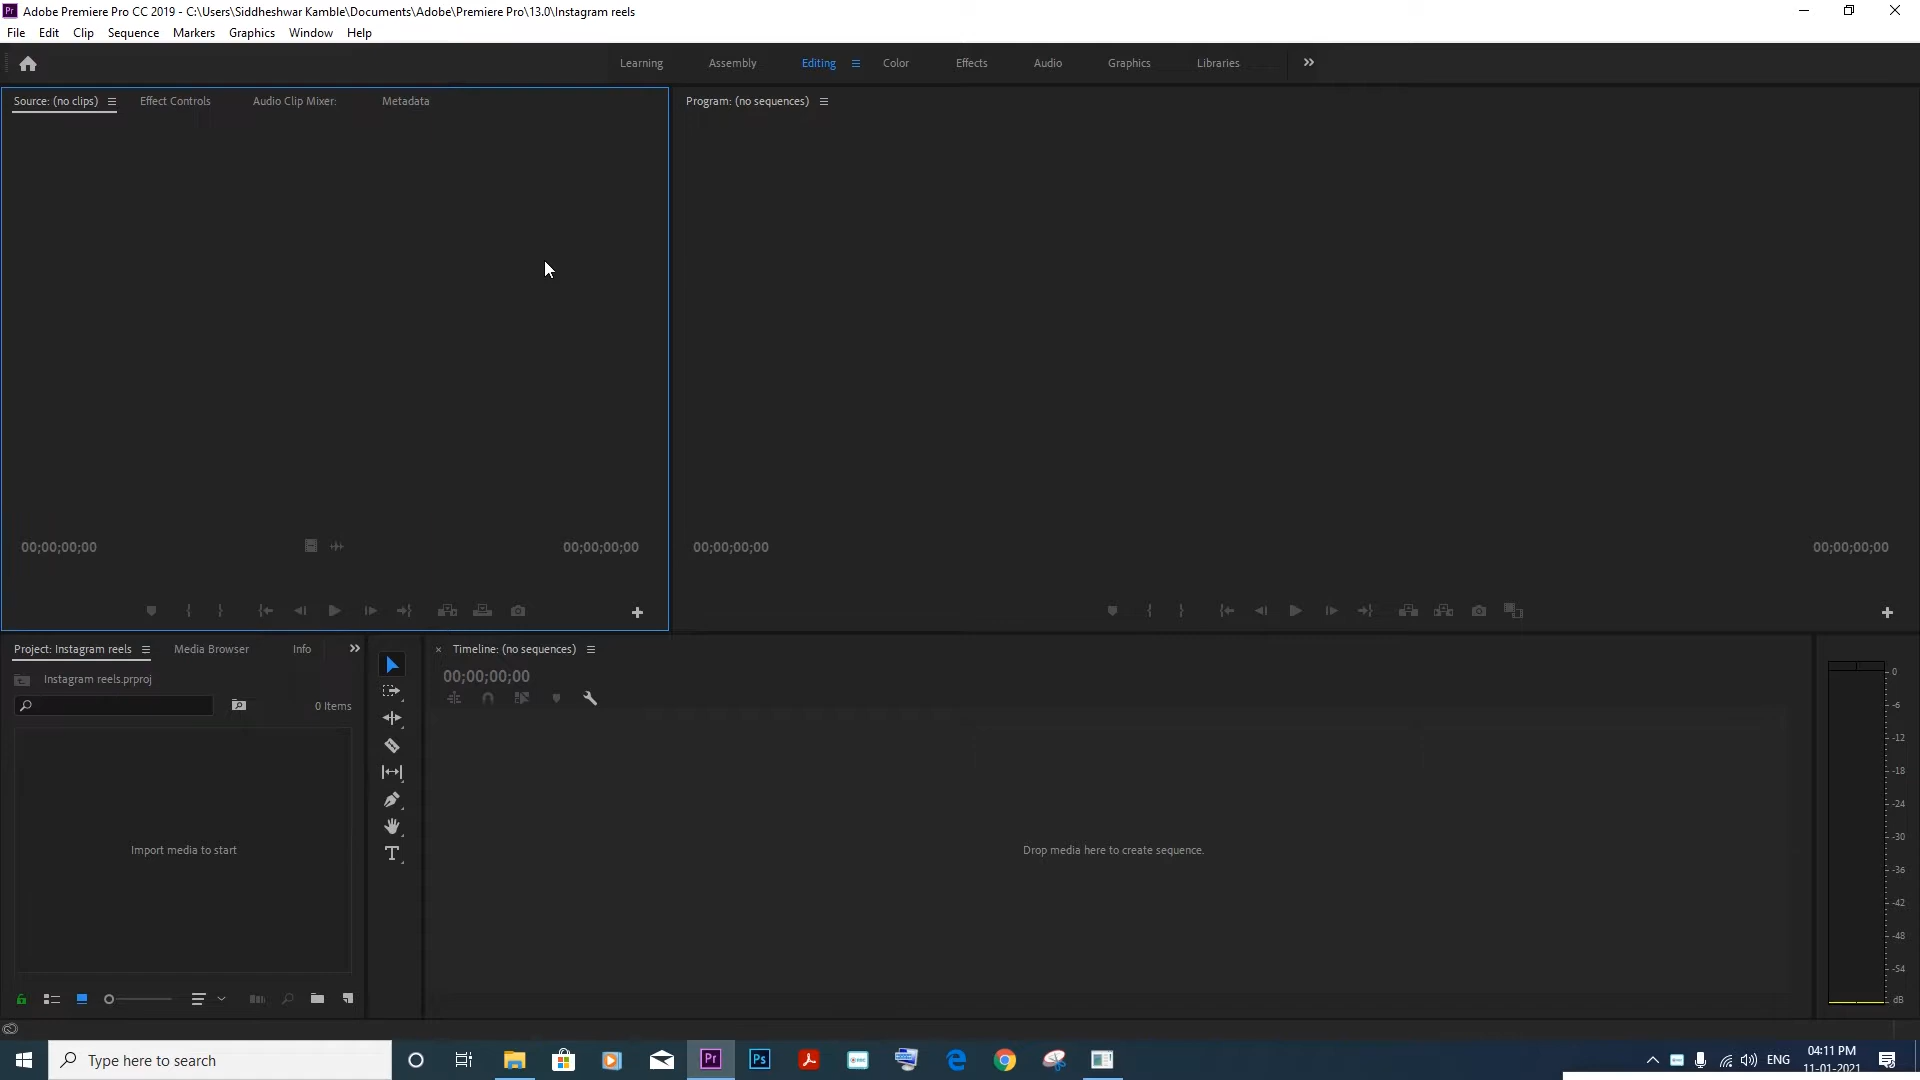 Adobe Premiere Pro CC 2019 - C:\Users\Siddheshwar Kamble\Documents\Adobe\Premiere Pro\13.0\Instagram reels
File Edit Clip Sequence Markers Graphics Window Help
Learning Assembly Editing Color Effects Audio Graphics Libraries
Source: (no clips) Effect Controls Audio Clip Mixer: Metadata
Program: (no sequences)
00;00;00;00 00;00;00;00
00;00;00;00 00;00;00;00
Project: Instagram reels Media Browser Info
Instagram reels.prproj
0 Items
Import media to start
Timeline: (no sequences)
00;00;00;00
Drop media here to create sequence.
0
-6
-12
-18
-24
-30
-36
-42
-48
-54
dB
Type here to search
Pr
Ps
ENG
04:11 PM
11-01-2021